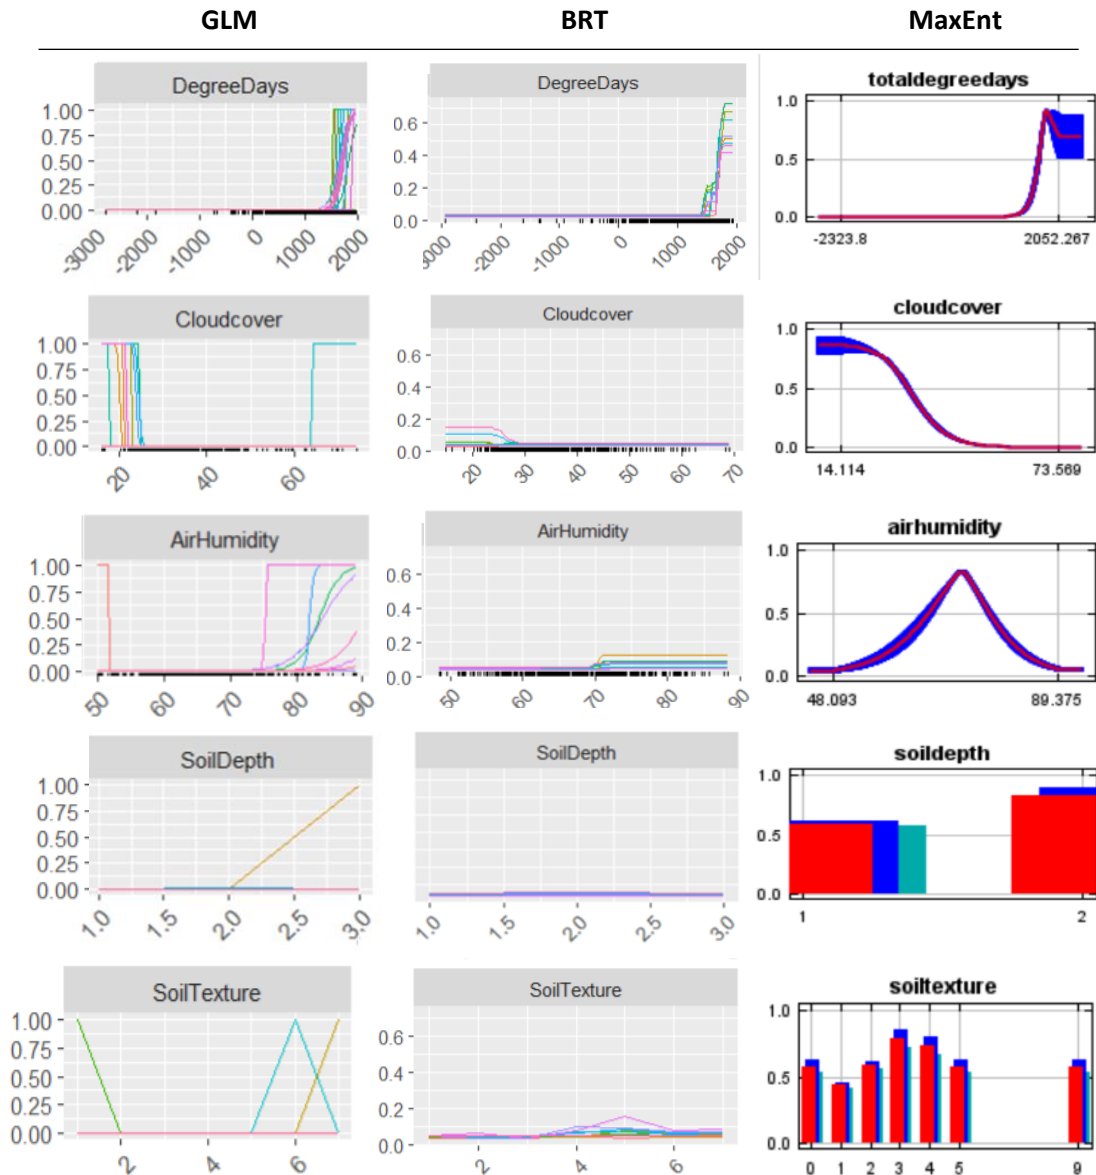 GLM BRT MaxEnt
DegreeDays
1.00
0.75
0.50
0.25
0.00
-3000 -2000 -1000 0 1000 2000
DegreeDays
0.6
0.4
0.2
0.0
3000 -2000 -1000 0 1000 2000
totaldegreedays
1.0
0.5
0.0
-2323.8 2052.267
Cloudcover
1.00
0.75
0.50
0.25
0.00
20 40 60
Cloudcover
0.6
0.4
0.2
0.0
20 30 40 50 60 70
cloudcover
1.0
0.5
0.0
14.114 73.569
AirHumidity
1.00
0.75
0.50
0.25
0.00
50 60 70 80 90
AirHumidity
0.6
0.4
0.2
0.0
50 60 70 80 90
airhumidity
1.0
0.5
0.0
48.093 89.375
SoilDepth
1.00
0.75
0.50
0.25
0.00
1.0 1.5 2.0 2.5 3.0
SoilDepth
1.0 1.5 2.0 2.5 3.0
soildepth
1.0
0.5
0.0
1 2
SoilTexture
1.00
0.75
0.50
0.25
0.00
2 4 6
SoilTexture
0.6
0.4
0.2
0.0
2 4 6
soiltexture
1.0
0.5
0.0
0 1 2 3 4 5 9